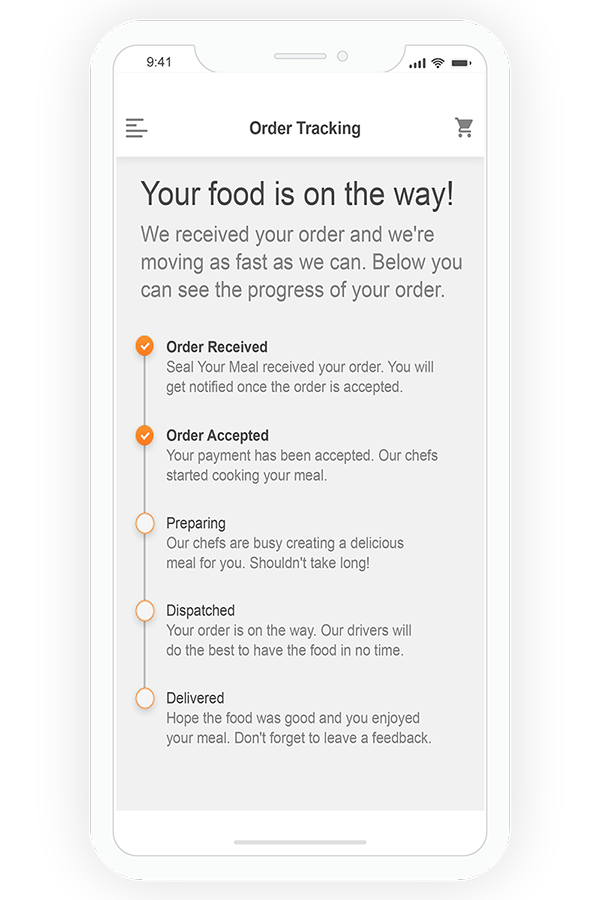 9:41
Order Tracking
Your food is on the way!
We received your order and we're
moving as fast as we can. Below you
can see the progress of your order.
Order Received
Seal Your Meal received your order. You will
get notified once the order is accepted.
Order Accepted
Your payment has been accepted. Our chefs
started cooking your meal.
Preparing
Our chefs are busy creating a delicious
meal for you. Shouldn't take long!
Dispatched
Your order is on the way. Our drivers will
do the best to have the food in no time.
Delivered
Hope the food was good and you enjoyed
your meal. Don't forget to leave a feedback.